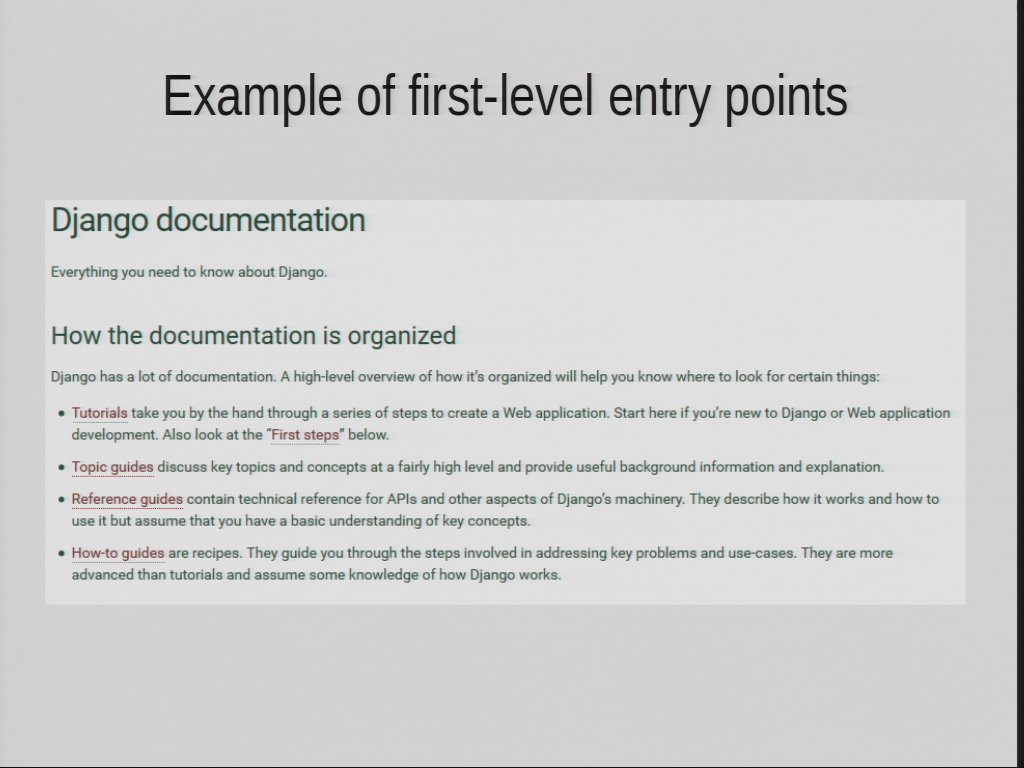 Example of first-level entry points
Django documentation
Everything you need to know about Django.
How the documentation is organized
Django has a lot of documentation. A high-level overview of how it's organized will help you know where to look for certain things:
• Tutorials take you by the hand through a series of steps to create a Web application. Start here if you're new to Django or Web application
development. Also look at the “First steps” below.
• Topic guides discuss key topics and concepts at a fairly high level and provide useful background information and explanation.
• Reference guides contain technical reference for APIs and other aspects of Django's machinery. They describe how it works and how to
use it but assume that you have a basic understanding of key concepts.
• How-to guides are recipes. They guide you through the steps involved in addressing key problems and use-cases. They are more
advanced than tutorials and assume some knowledge of how Django works.